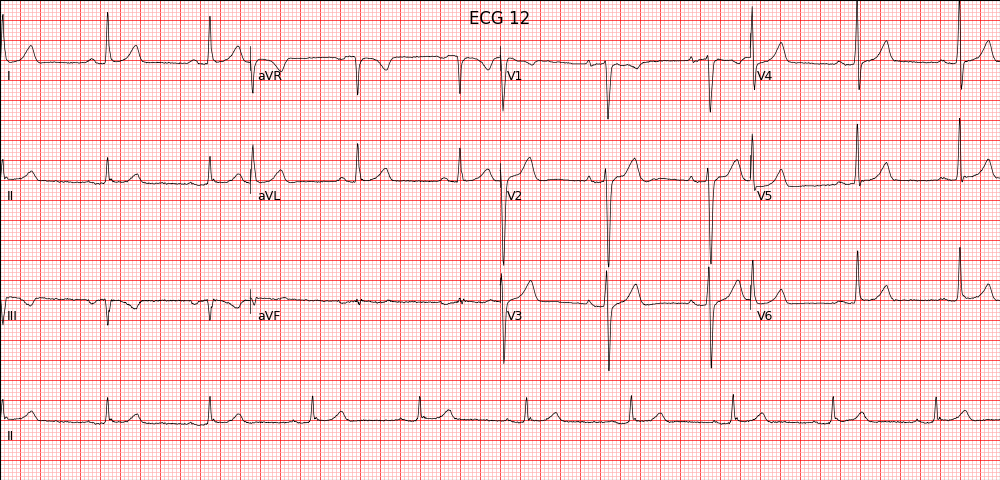 ECG 12
I aVR V1 V4
II aVL V2 V5
III aVF V3 V6
II